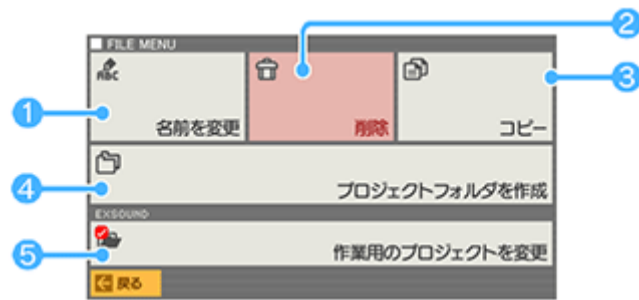 FILE MENU
2
ABC
3
1
名前を変更
削除
コピー
4
プロジェクトフォルダを作成
EXSOUND
5
作業用のプロジェクトを変更
戻る